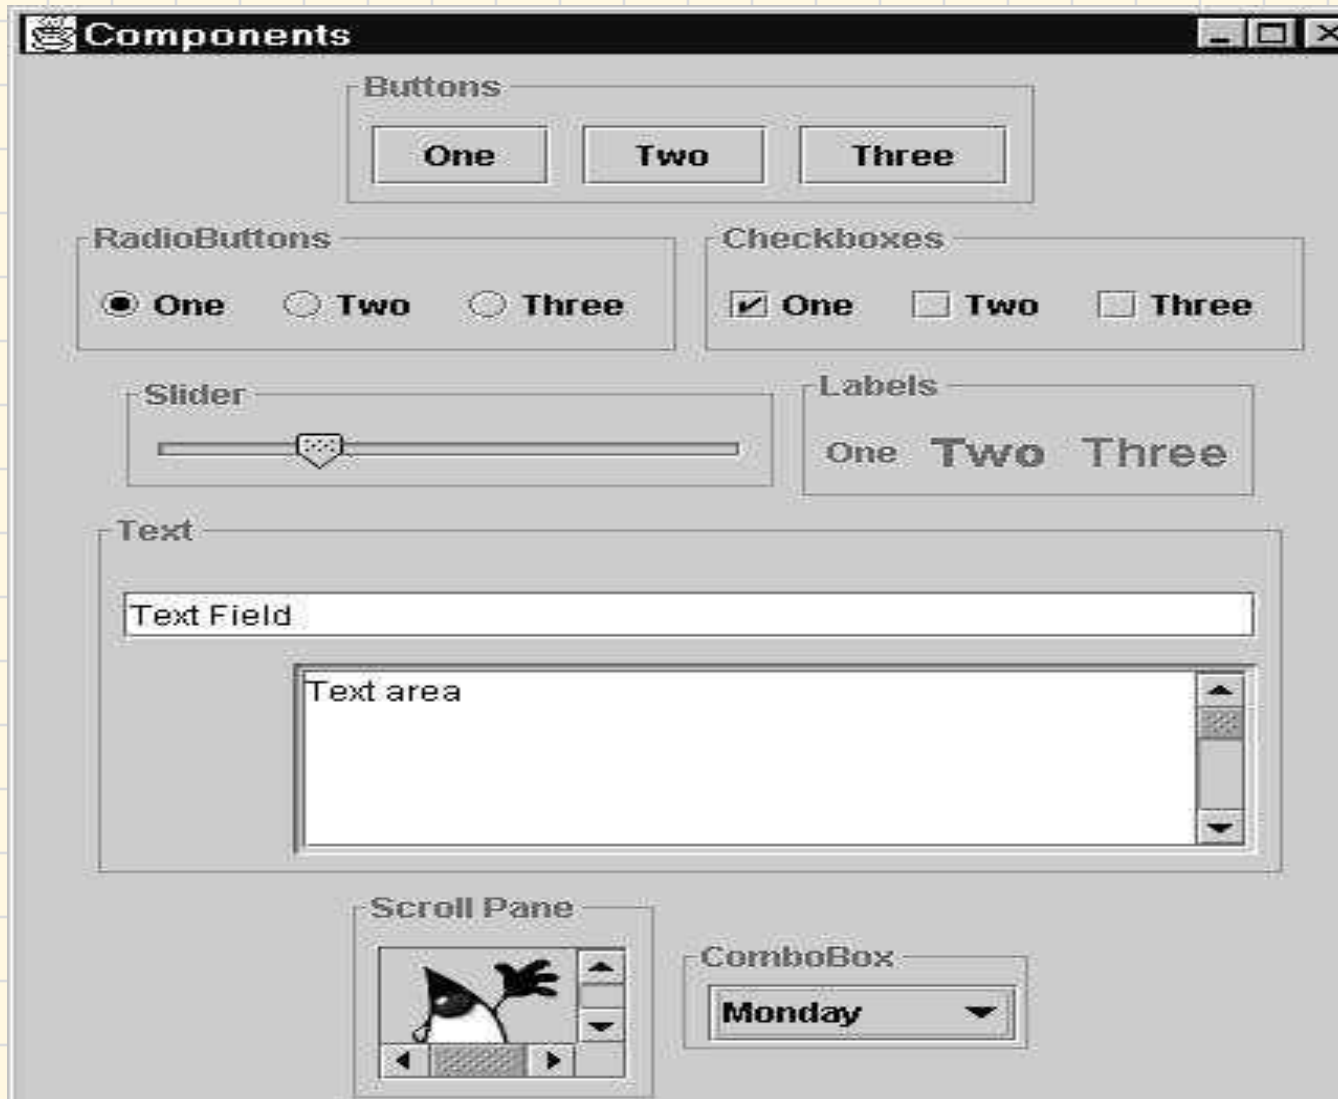 Components
Buttons
One Two Three
RadioButtons
One Two Three
Checkboxes
One Two Three
Slider
Labels
One Two Three
Text
Text Field
Text area
Scroll Pane
ComboBox
Monday